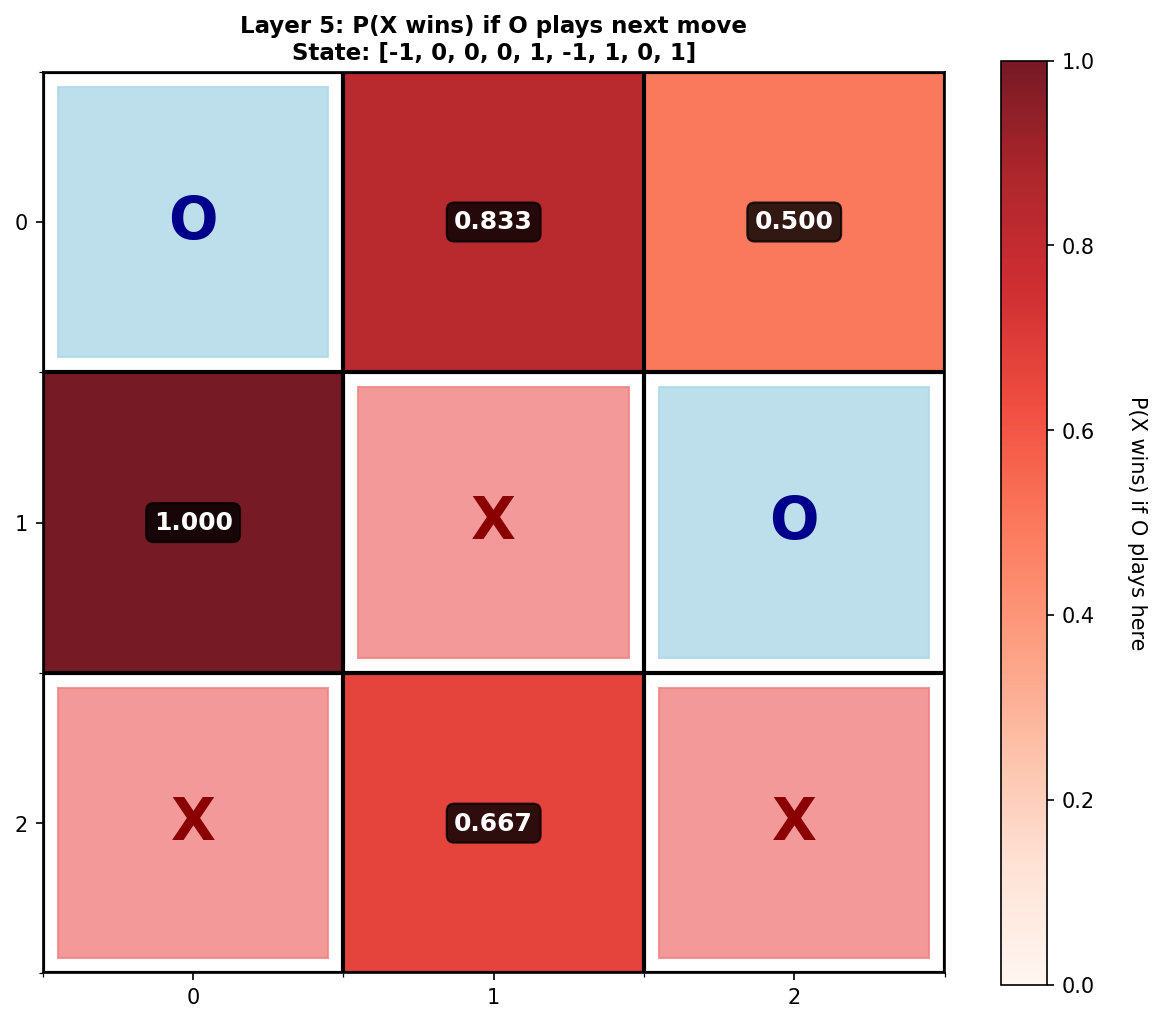 Layer 5: P(X wins) if O plays next move
State: [-1, 0, 0, 0, 1, -1, 1, 0, 1]
0
O
0.833
0.500
1
1.000
X
O
2
X
0.667
X
0
1
2
1.0
0.8
0.6
0.4
0.2
0.0
P(X wins) if O plays here